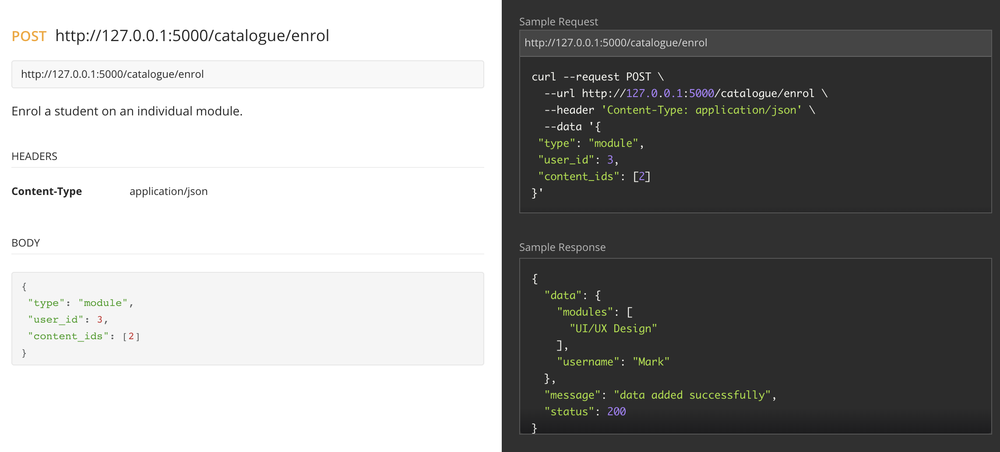 POST http://127.0.0.1:5000/catalogue/enrol
http://127.0.0.1:5000/catalogue/enrol
Enrol a student on an individual module.
HEADERS
Content-Type application/json
BODY
{
"type": "module",
"user_id": 3,
"content_ids": [2]
}
Sample Request
http://127.0.0.1:5000/catalogue/enrol
curl --request POST \
--url http://127.0.0.1:5000/catalogue/enrol \
--header 'Content-Type: application/json' \
--data '{
"type": "module",
"user_id": 3,
"content_ids": [2]
}'
Sample Response
{
"data": {
"modules": [
"UI/UX Design"
],
"username": "Mark"
},
"message": "data added successfully",
"status": 200
}